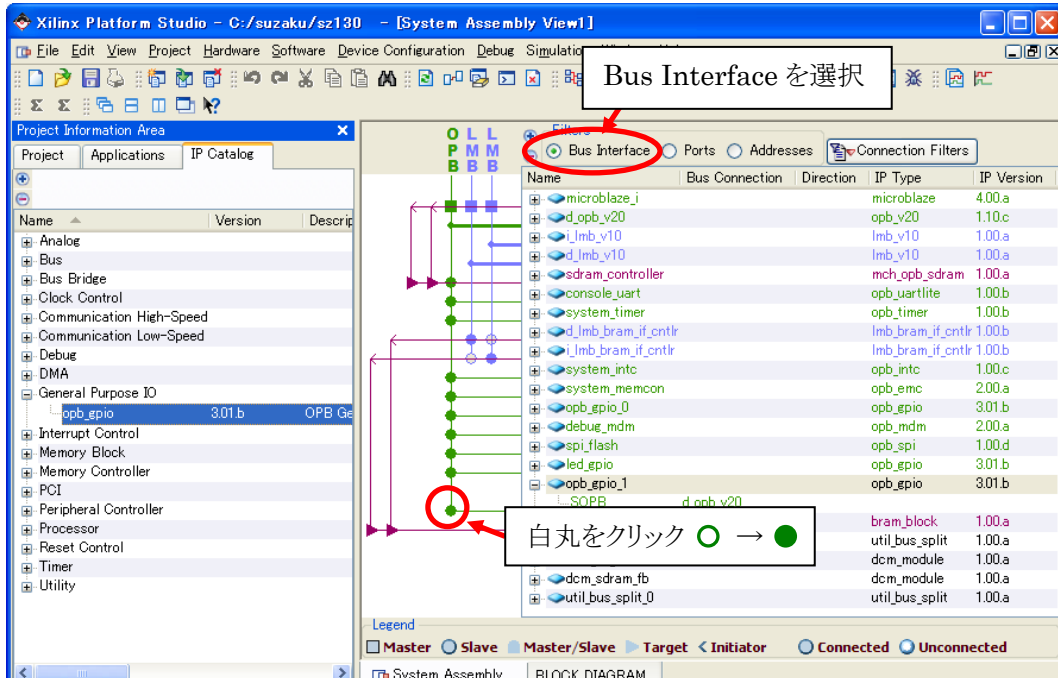 Xilinx Platform Studio - C:/suzaku/sz130 - [System Assembly View1]
File Edit View Project Hardware Software Device Configuration Debug Simulation
Bus Interface を選択
Project Information Area
Project Applications IP Catalog
Name Version Descrip
Analog
Bus
Bus Bridge
Clock Control
Communication High-Speed
Communication Low-Speed
Debug
DMA
General Purpose IO
opb_gpio 3.01.b OPB Ge
Interrupt Control
Memory Block
Memory Controller
PCI
Peripheral Controller
Processor
Reset Control
Timer
Utility
OPB LMB LMB
Filters
Bus Interface Ports Addresses Connection Filters
Name Bus Connection Direction IP Type IP Version
microblaze_i microblaze 4.00.a
d_opb_v20 opb_v20 1.10.c
i_lmb_v10 lmb_v10 1.00.a
d_lmb_v10 lmb_v10 1.00.a
sdram_controller mch_opb_sdram 1.00.a
console_uart opb_uartlite 1.00.b
system_timer opb_timer 1.00.b
d_lmb_bram_if_cntlr lmb_bram_if_cntlr 1.00.b
i_lmb_bram_if_cntlr lmb_bram_if_cntlr 1.00.b
system_intc opb_intc 1.00.c
system_memcon opb_emc 2.00.a
opb_gpio_0 opb_gpio 3.01.b
debug_mdm opb_mdm 2.00.a
spi_flash opb_spi 1.00.d
led_gpio opb_gpio 3.01.b
opb_gpio_1 opb_gpio 3.01.b
SOPB d_opb_v20
白丸をクリック ○ → ●
bram_block 1.00.a
util_bus_split 1.00.a
dcm_module 1.00.a
dcm_sdram_fb dcm_module 1.00.a
util_bus_split_0 util_bus_split 1.00.a
Legend
Master Slave Master/Slave Target Initiator Connected Unconnected
System Assembly BLOCK DIAGRAM